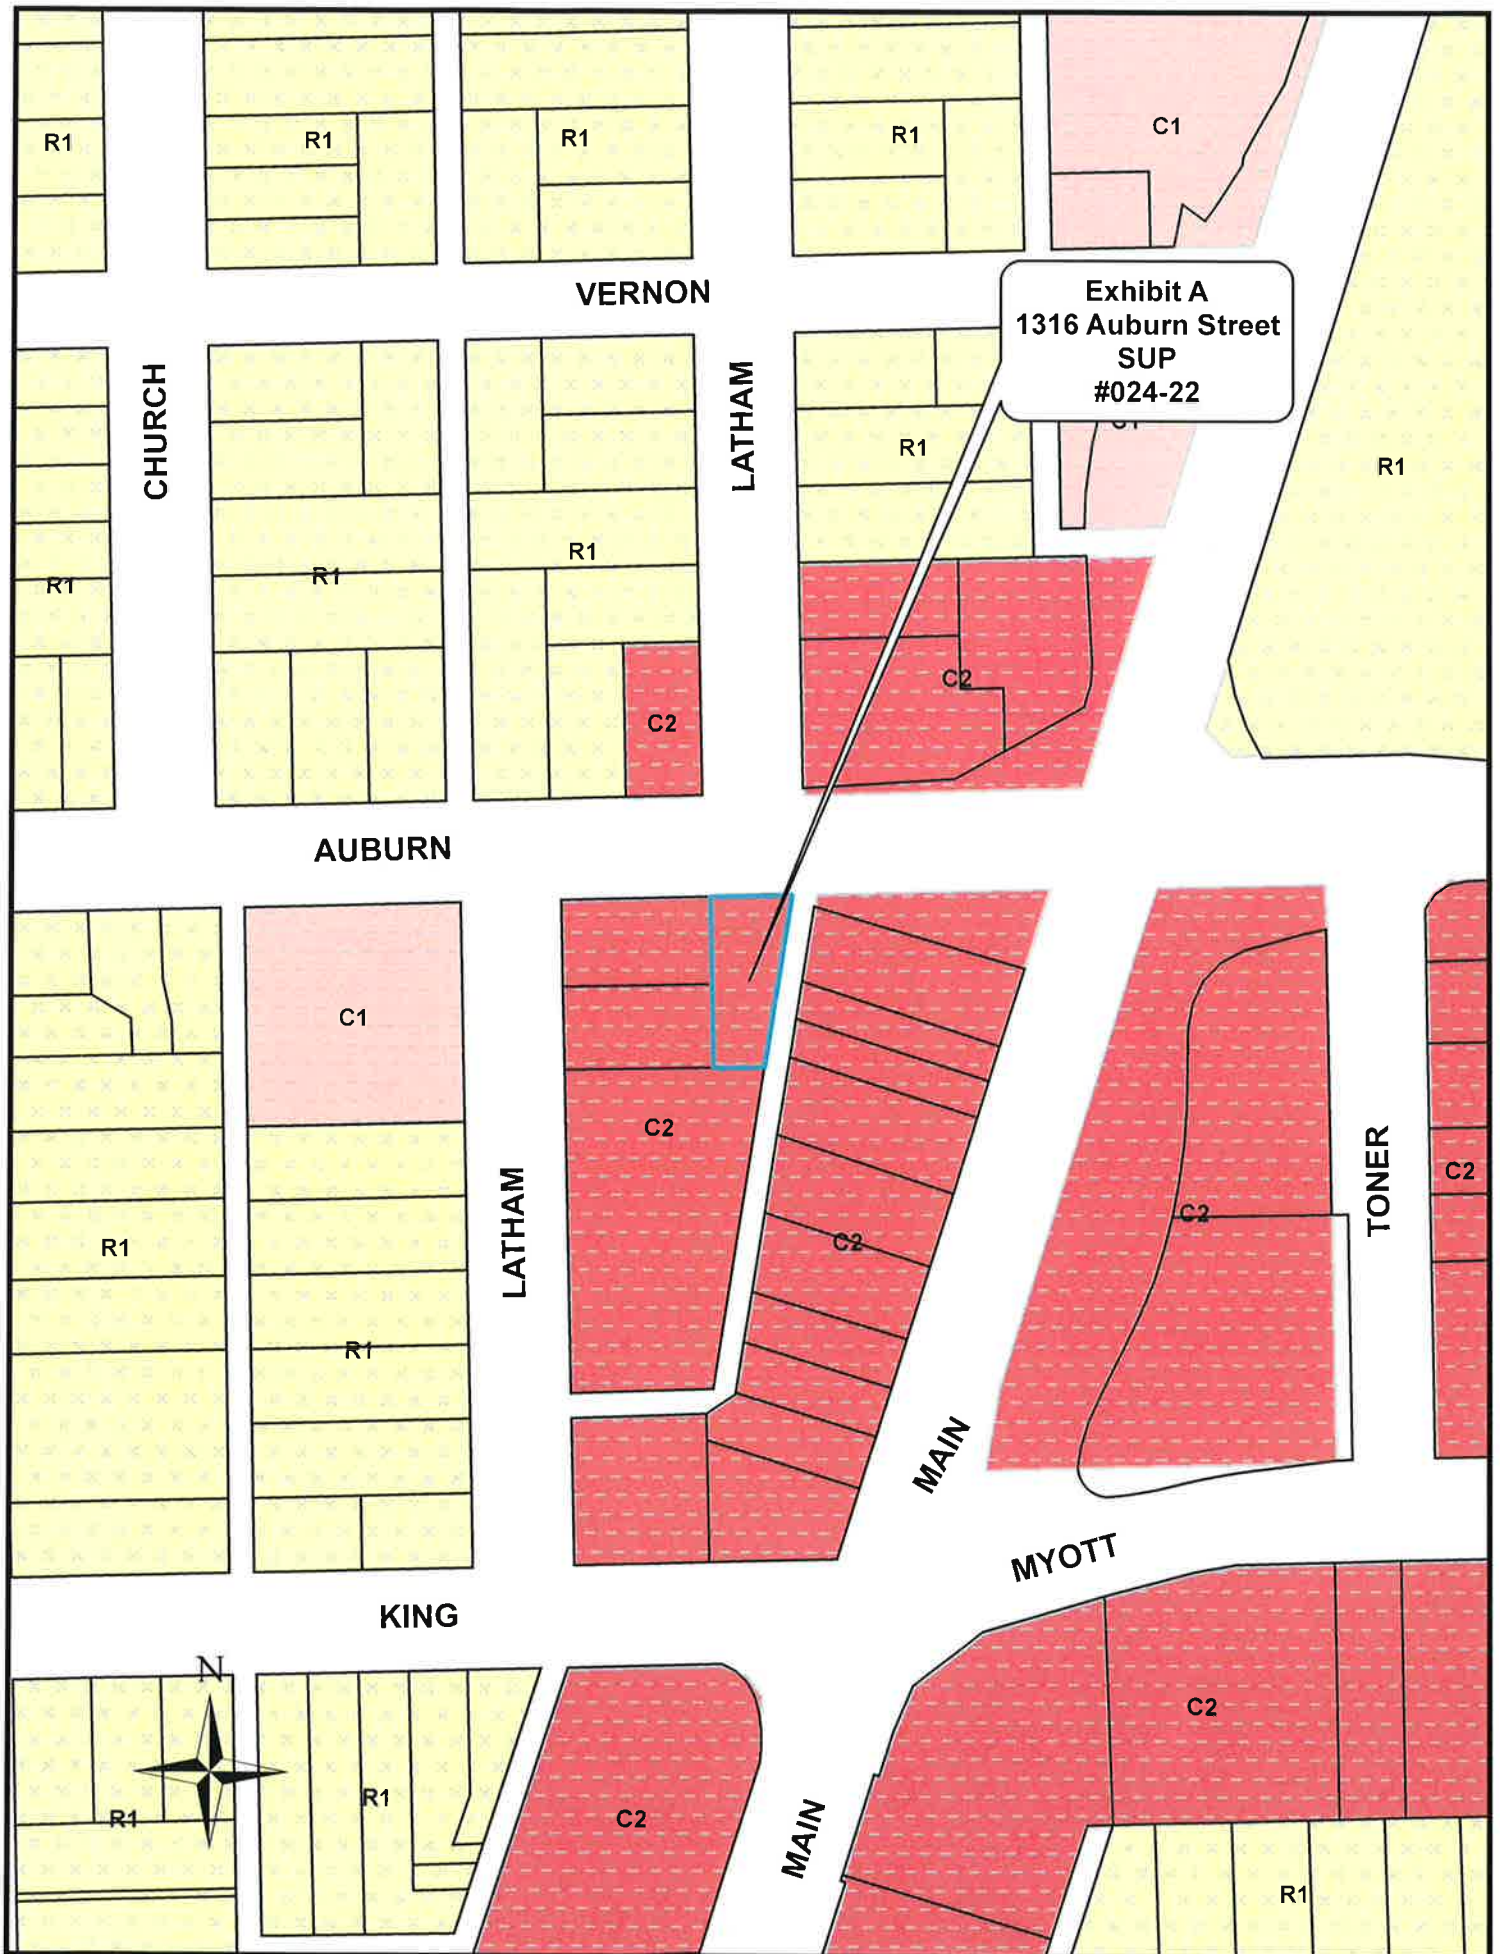 C1
R1
R1
R1
R1
VERNON
Exhibit A
1316 Auburn Street
SUP
#024-22
CHURCH
LATHAM
C1
R1
R1
R1
R1
R1
C2
C2
AUBURN
C1
C2
LATHAM
TONER
C2
C2
C2
R1
R1
MAIN
MYOTT
KING
N
C2
R1
R1
C2
MAIN
R1